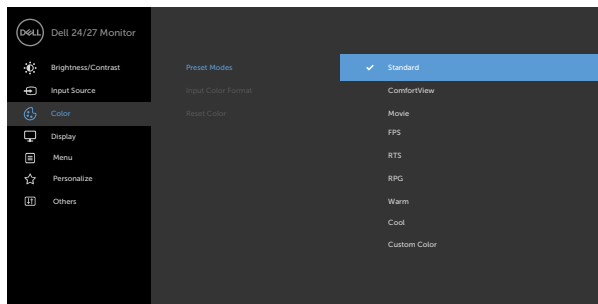 DELL
Dell 24/27 Monitor
Brightness/Contrast
Input Source
Color
Display
Menu
Personalize
Others
Preset Modes
Input Color Format
Reset Color
Standard
ComfortView
Movie
FPS
RTS
RPG
Warm
Cool
Custom Color